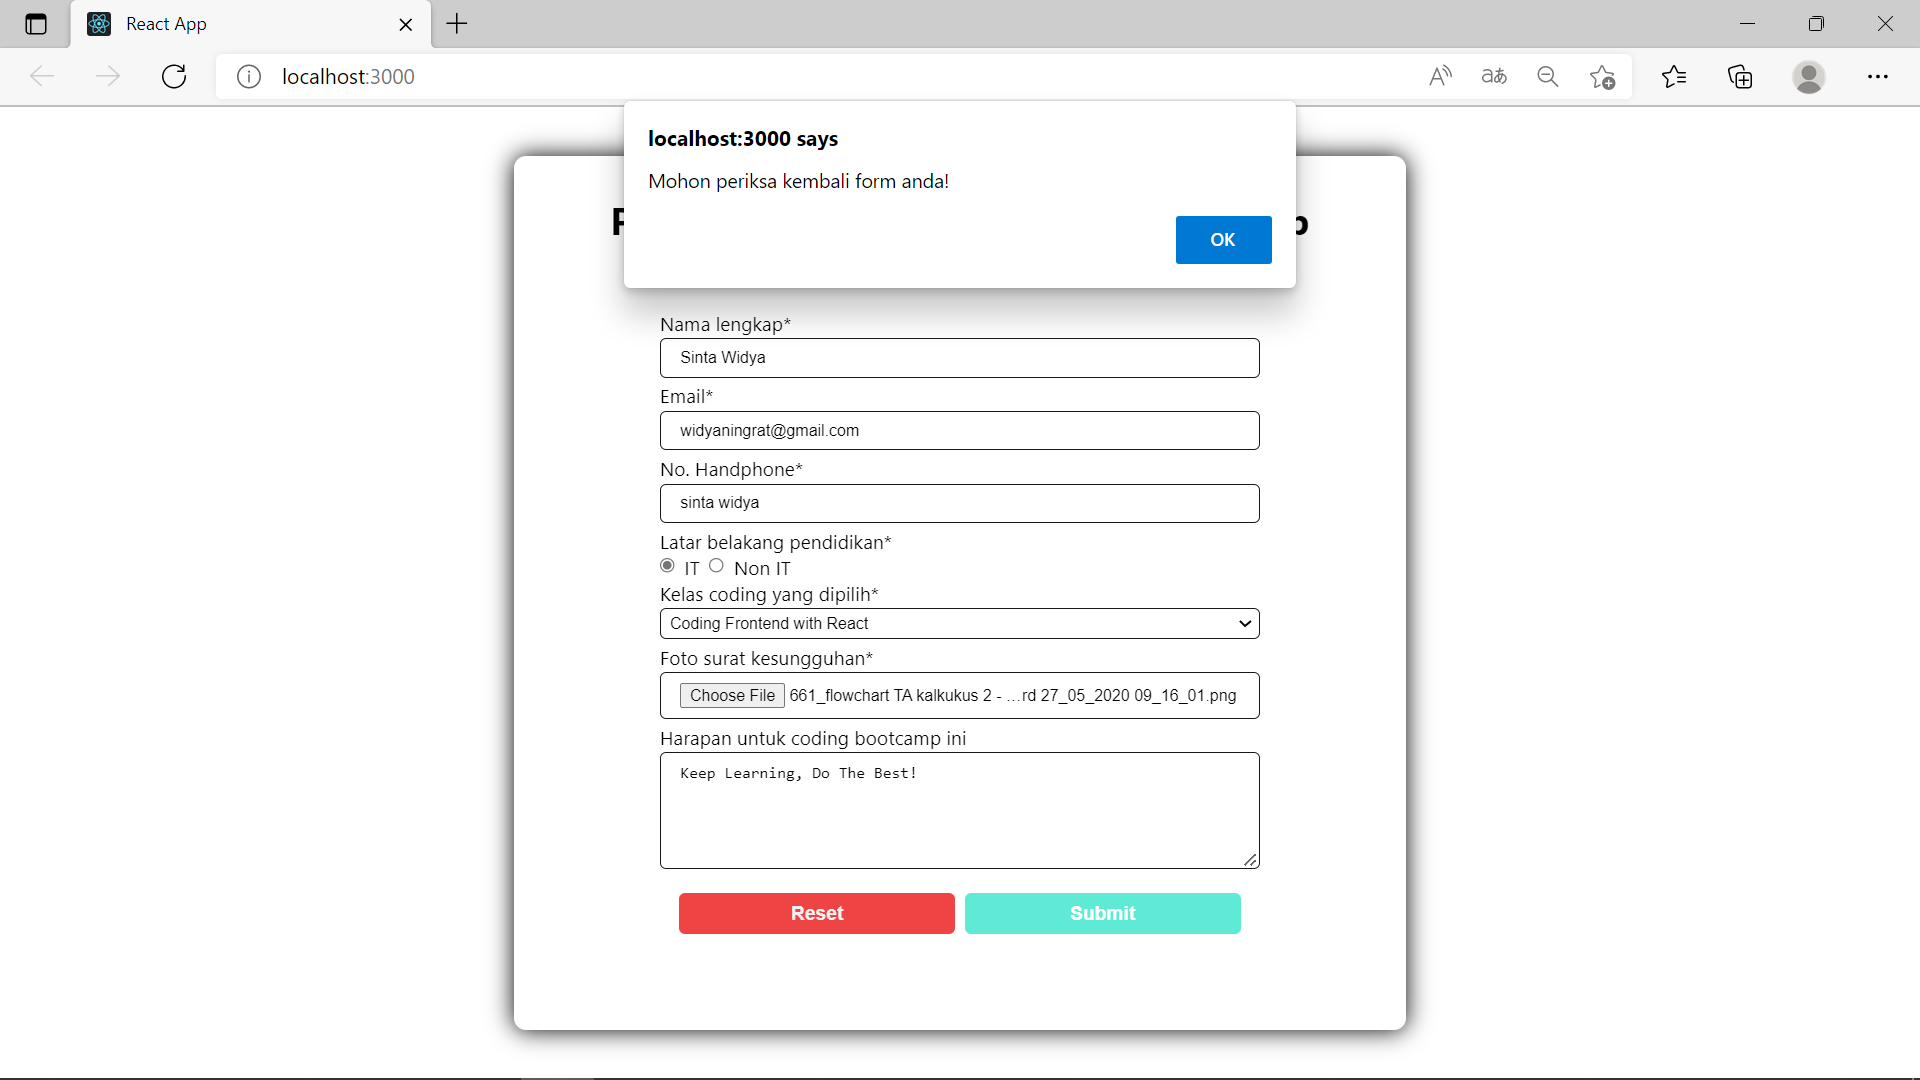 React App
localhost:3000
localhost:3000 says
Mohon periksa kembali form anda!
OK
Nama lengkap*
Sinta Widya
Email*
widyaningrat@gmail.com
No. Handphone*
sinta widya
Latar belakang pendidikan*
IT Non IT
Kelas coding yang dipilih*
Coding Frontend with React
Foto surat kesungguhan*
Choose File 661_flowchart TA kalkukus 2 - ...rd 27_05_2020 09_16_01.png
Harapan untuk coding bootcamp ini
Keep Learning, Do The Best!
Reset Submit